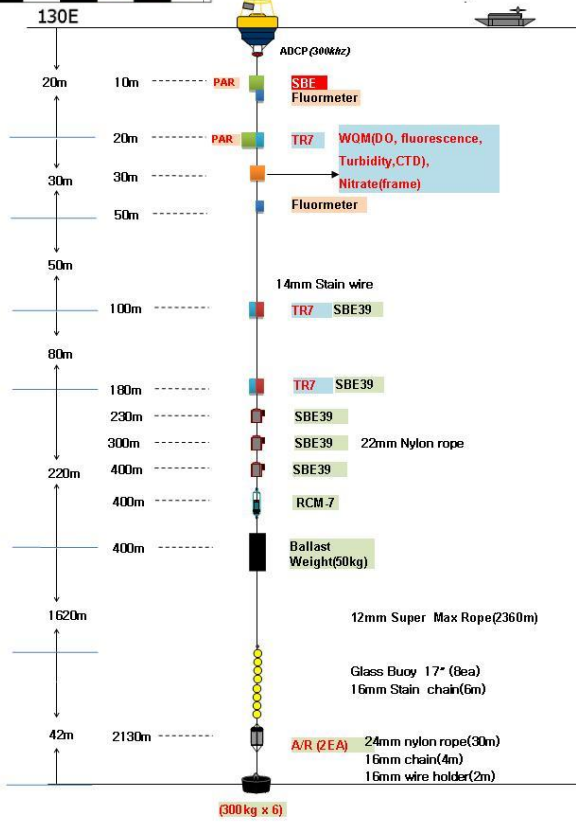 130E
ADCP(300khz)
20m 10m PAR SBE
Fluormeter
20m PAR TR7 WQM(DO, fluorescence,
Turbidity,CTD),
Nitrate(frame)
30m 30m
50m Fluormeter
50m
14mm Stain wire
100m TR7 SBE39
80m
180m TR7 SBE39
230m SBE39
300m SBE39 22mm Nylon rope
220m 400m SBE39
400m RCM-7
400m Ballast
Weight(50kg)
1620m 12mm Super Max Rope(2360m)
Glass Buoy 17" (8ea)
16mm Stain chain(6m)
42m 2130m A/R (2EA) 24mm nylon rope(30m)
16mm chain(4m)
16mm wire holder(2m)
(300kg x 6)